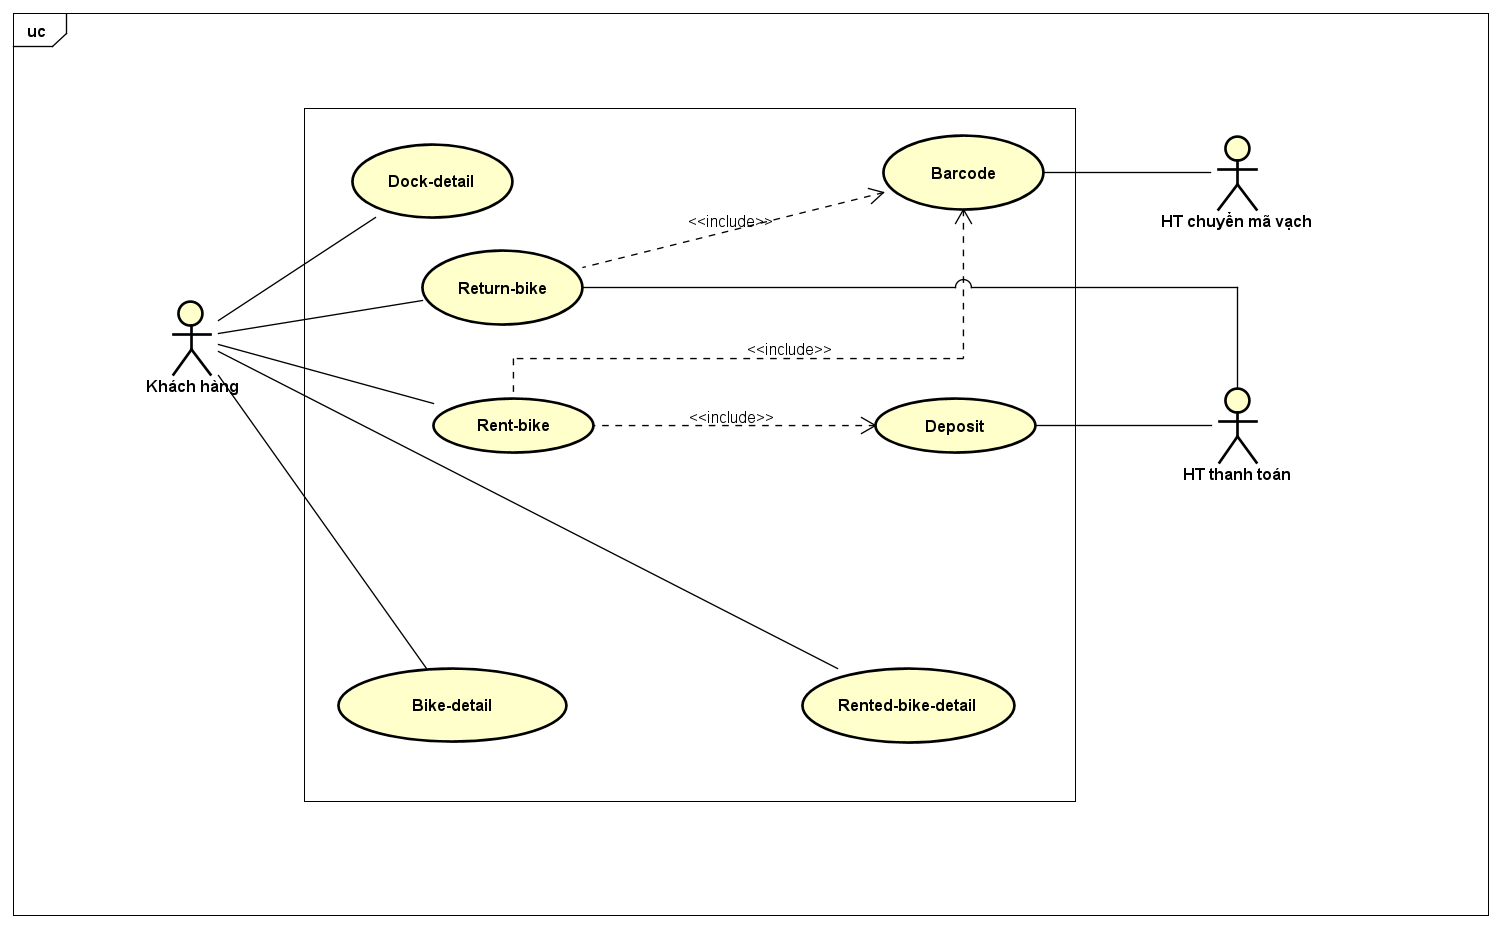 uc
Dock-detail
Barcode
HT chuyển mã vạch
<<include>>
Return-bike
Khách hàng
<<include>>
Rent-bike
<<include>>
Deposit
HT thanh toán
Bike-detail
Rented-bike-detail